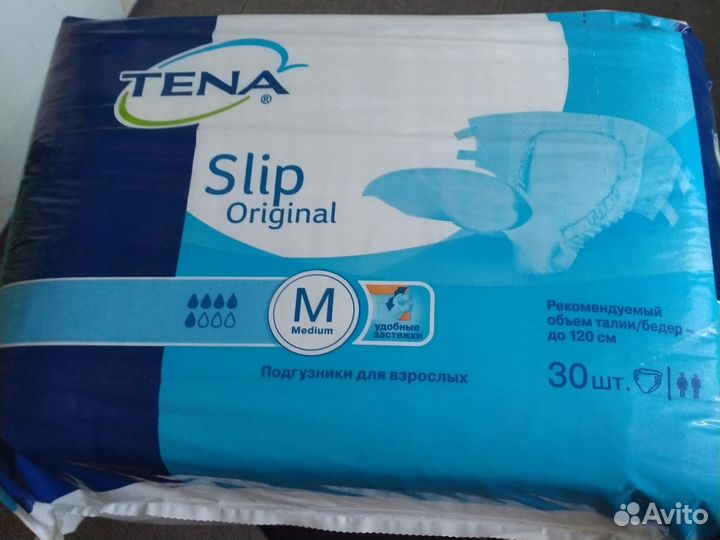 TENA®
Slip
Original
M
Medium
удобные
застежки
Рекомендуемый
объем талии/бедер –
до 120 см
Подгузники для взрослых
30 шт.
Avito